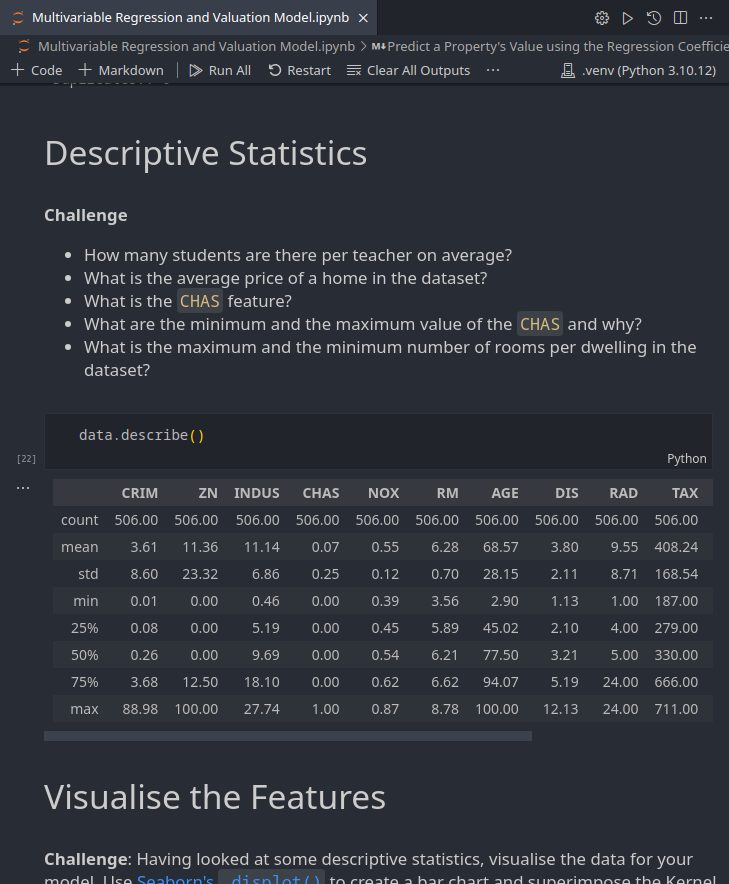 Multivariable Regression and Valuation Model.ipynb
Multivariable Regression and Valuation Model.ipynb > M↓Predict a Property's Value using the Regression Coefficie
+ Code + Markdown Run All Restart Clear All Outputs ... .venv (Python 3.10.12)
Descriptive Statistics
Challenge
• How many students are there per teacher on average?
• What is the average price of a home in the dataset?
• What is the CHAS feature?
• What are the minimum and the maximum value of the CHAS and why?
• What is the maximum and the minimum number of rooms per dwelling in the
dataset?
data.describe()
[22] Python
...
CRIM ZN INDUS CHAS NOX RM AGE DIS RAD TAX
count 506.00 506.00 506.00 506.00 506.00 506.00 506.00 506.00 506.00 506.00
mean 3.61 11.36 11.14 0.07 0.55 6.28 68.57 3.80 9.55 408.24
std 8.60 23.32 6.86 0.25 0.12 0.70 28.15 2.11 8.71 168.54
min 0.01 0.00 0.46 0.00 0.39 3.56 2.90 1.13 1.00 187.00
25% 0.08 0.00 5.19 0.00 0.45 5.89 45.02 2.10 4.00 279.00
50% 0.26 0.00 9.69 0.00 0.54 6.21 77.50 3.21 5.00 330.00
75% 3.68 12.50 18.10 0.00 0.62 6.62 94.07 5.19 24.00 666.00
max 88.98 100.00 27.74 1.00 0.87 8.78 100.00 12.13 24.00 711.00
Visualise the Features
Challenge: Having looked at some descriptive statistics, visualise the data for your
model. Use Seaborn's .displot() to create a bar chart and superimpose the Kernel